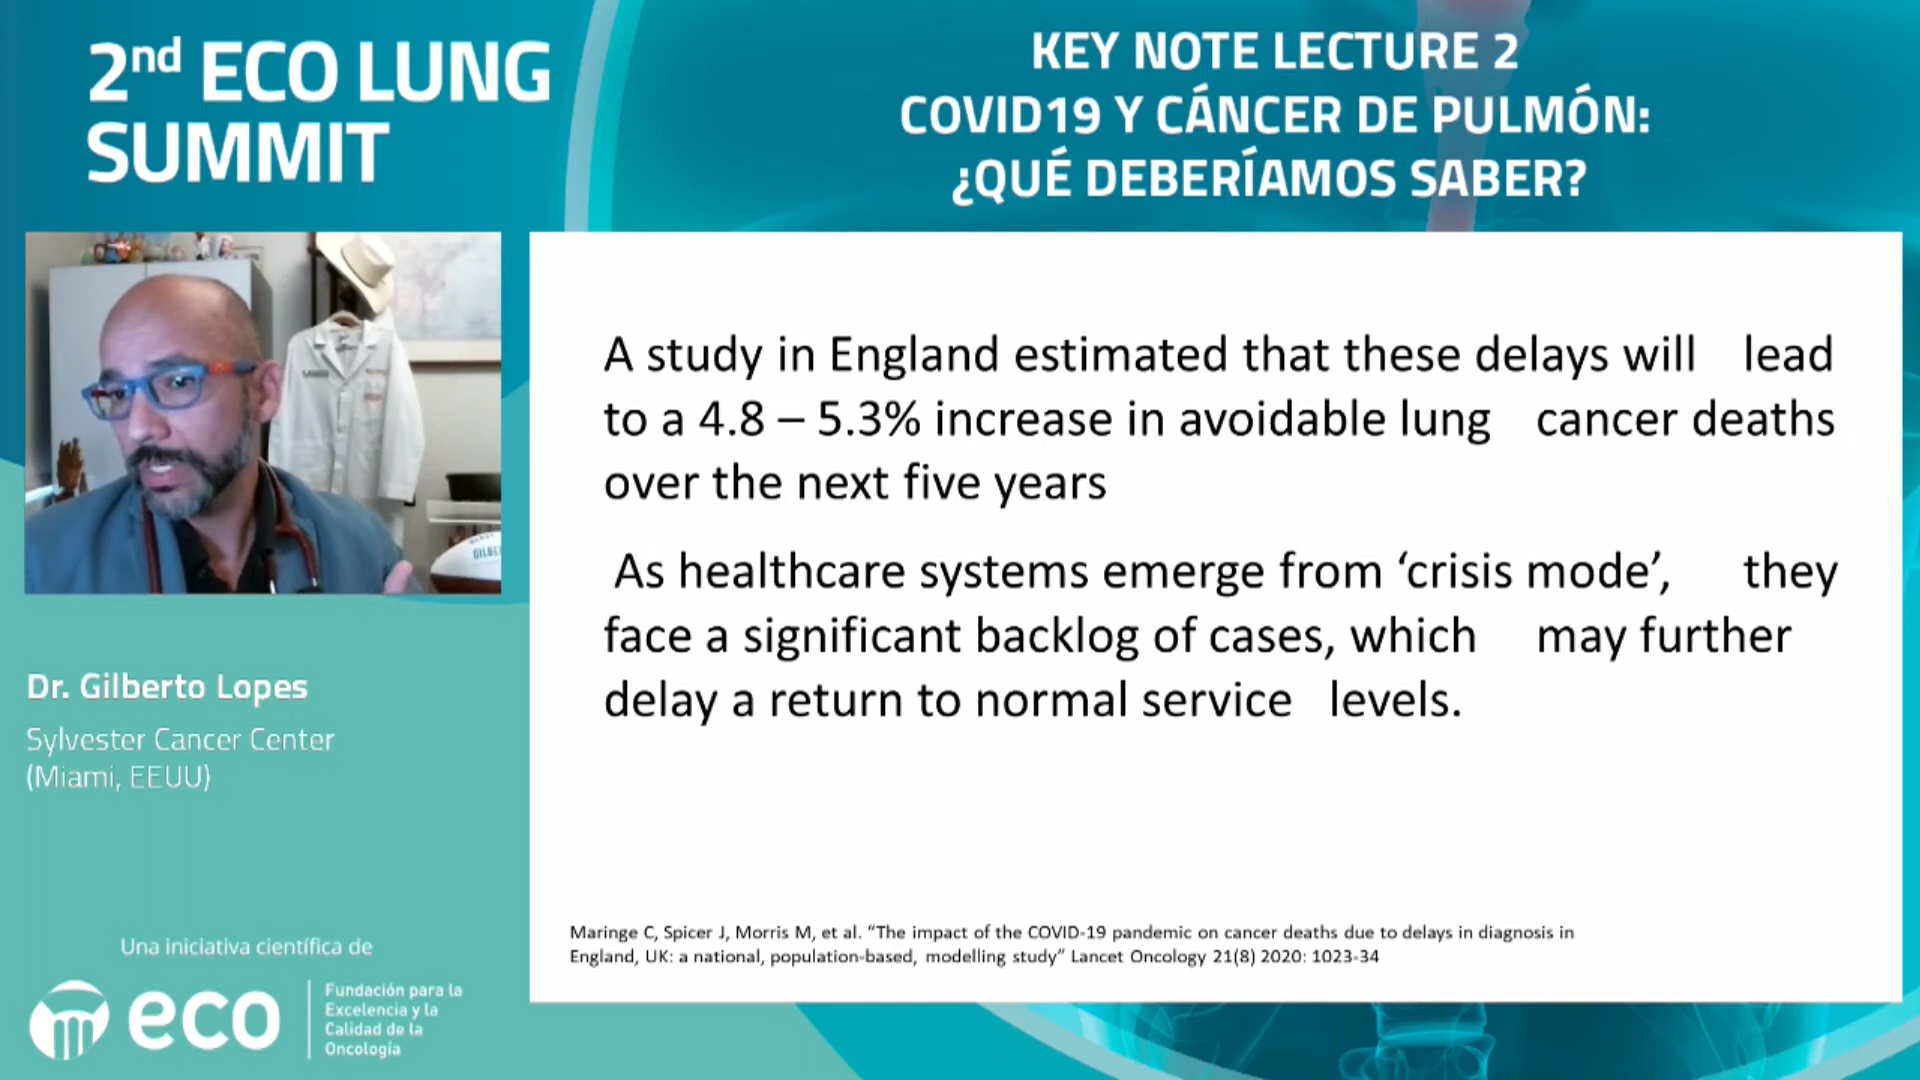 2nd ECO LUNG
SUMMIT
KEY NOTE LECTURE 2
COVID19 Y CÁNCER DE PULMÓN:
¿QUÉ DEBERÍAMOS SABER?
A study in England estimated that these delays will lead
to a 4.8 – 5.3% increase in avoidable lung cancer deaths
over the next five years
As healthcare systems emerge from ‘crisis mode’, they
face a significant backlog of cases, which may further
delay a return to normal service levels.
Maringe C, Spicer J, Morris M, et al. “The impact of the COVID-19 pandemic on cancer deaths due to delays in diagnosis in
England, UK: a national, population-based, modelling study” Lancet Oncology 21(8) 2020: 1023-34
Dr. Gilberto Lopes
Sylvester Cancer Center
(Miami, EEUU)
Una iniciativa científica de
eco
Fundación para la
Excelencia y la
Calidad de la
Oncología